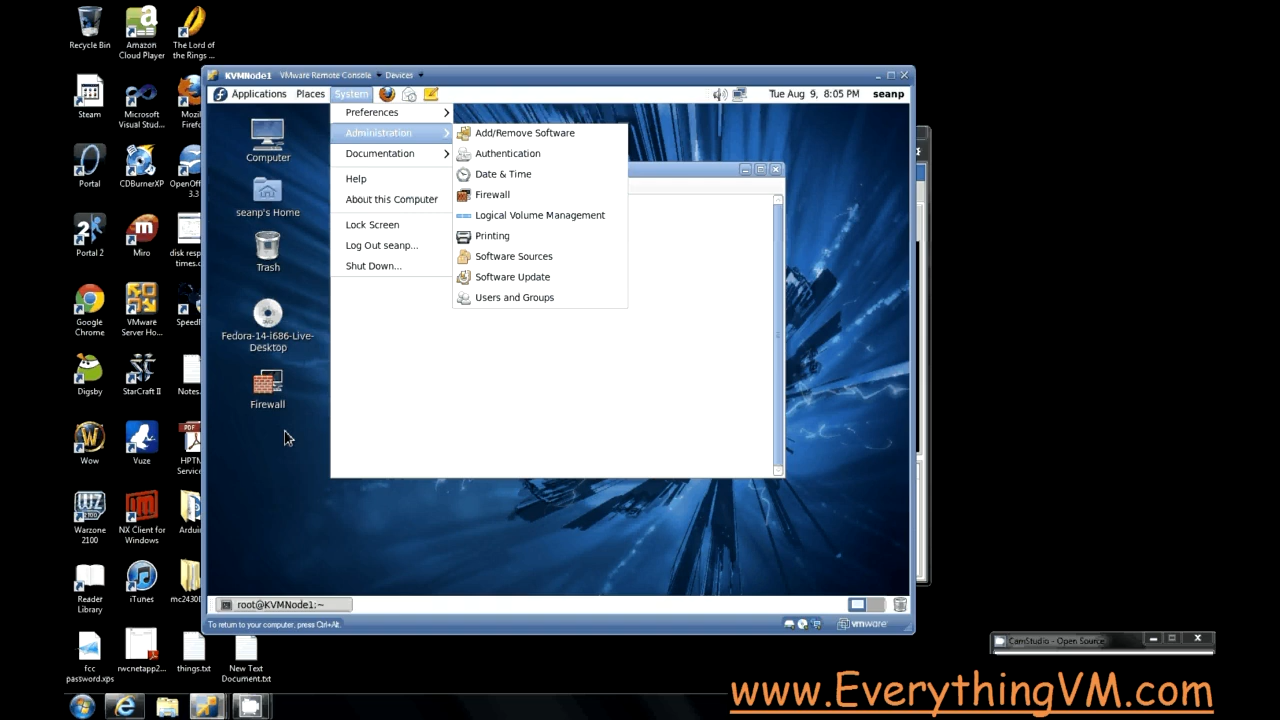 Recycle Bin
Amazon
Cloud Player
The Lord of
the Rings ...
Steam
Microsoft
Visual Stud...
Mozil
Firefo
Portal
CDBurnerXP
OpenOff
3.3
Portal 2
Miro
disk resp
times.c
Google
Chrome
VMware
Server Ho...
SpeedF
Digsby
StarCraft II
Notes.
Wow
Vuze
PDF
HPTN
Service
Warzone
2100
NX Client for
Windows
Arduin
Reader
Library
iTunes
fcc
password.xps
rwcnetapp2...
things.txt
New Text
Document.txt
KVMNode1 VMware Remote Console Devices
Applications Places System
Tue Aug 9, 8:05 PM seanp
Preferences
Administration
Documentation
Help
About this Computer
Lock Screen
Log Out seanp...
Shut Down...
Add/Remove Software
Authentication
Date & Time
Firewall
Logical Volume Management
Printing
Software Sources
Software Update
Users and Groups
Computer
seanp's Home
Trash
Fedora-14-i686-Live-
Desktop
Firewall
root@KVMNode1:~
To return to your computer, press Ctrl+Alt.
vmware
CamStudio - Open Source
www.EverythingVM.com